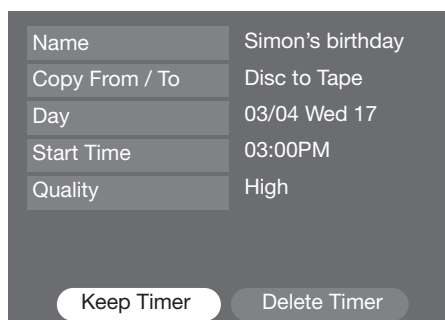 Name Simon’s birthday
Copy From / To Disc to Tape
Day 03/04 Wed 17
Start Time 03:00PM
Quality High
Keep Timer Delete Timer